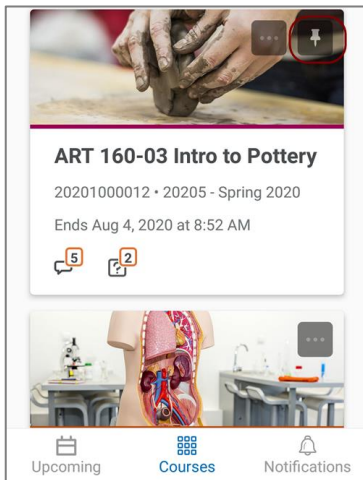 ART 160-03 Intro to Pottery
20201000012 • 20205 - Spring 2020
Ends Aug 4, 2020 at 8:52 AM
5 2
?
Upcoming Courses Notifications